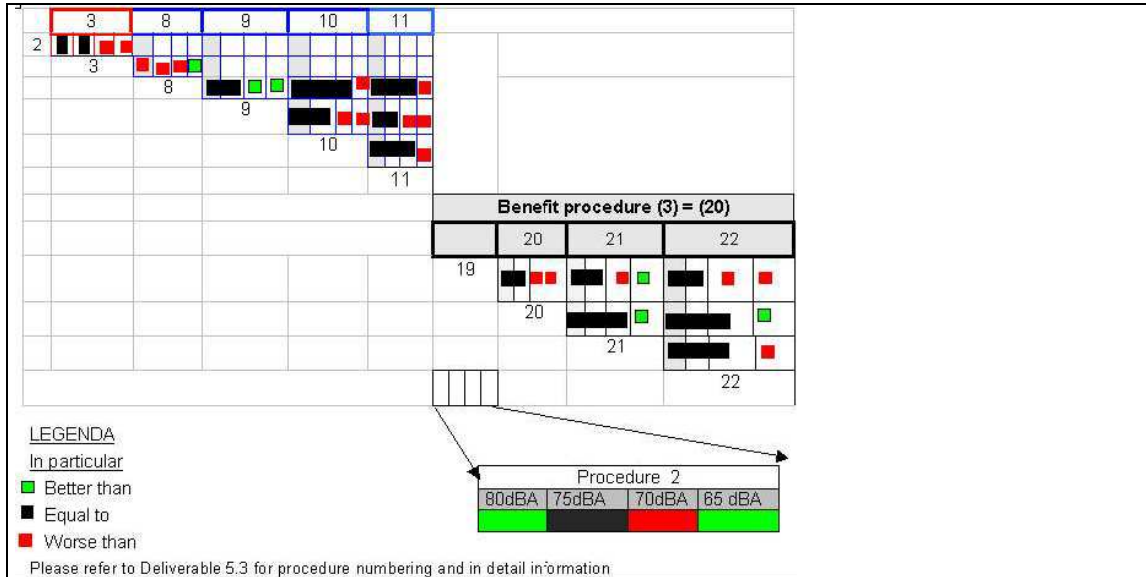 3 8 9 10 11
2
3
8
9
10
11
Benefit procedure (3) = (20)
20 21 22
19
20
21
22
LEGENDA
In particular
Better than
Equal to
Worse than
Procedure 2
80dBA 75dBA 70dBA 65 dBA
Please refer to Deliverable 5.3 for procedure numbering and in detail information